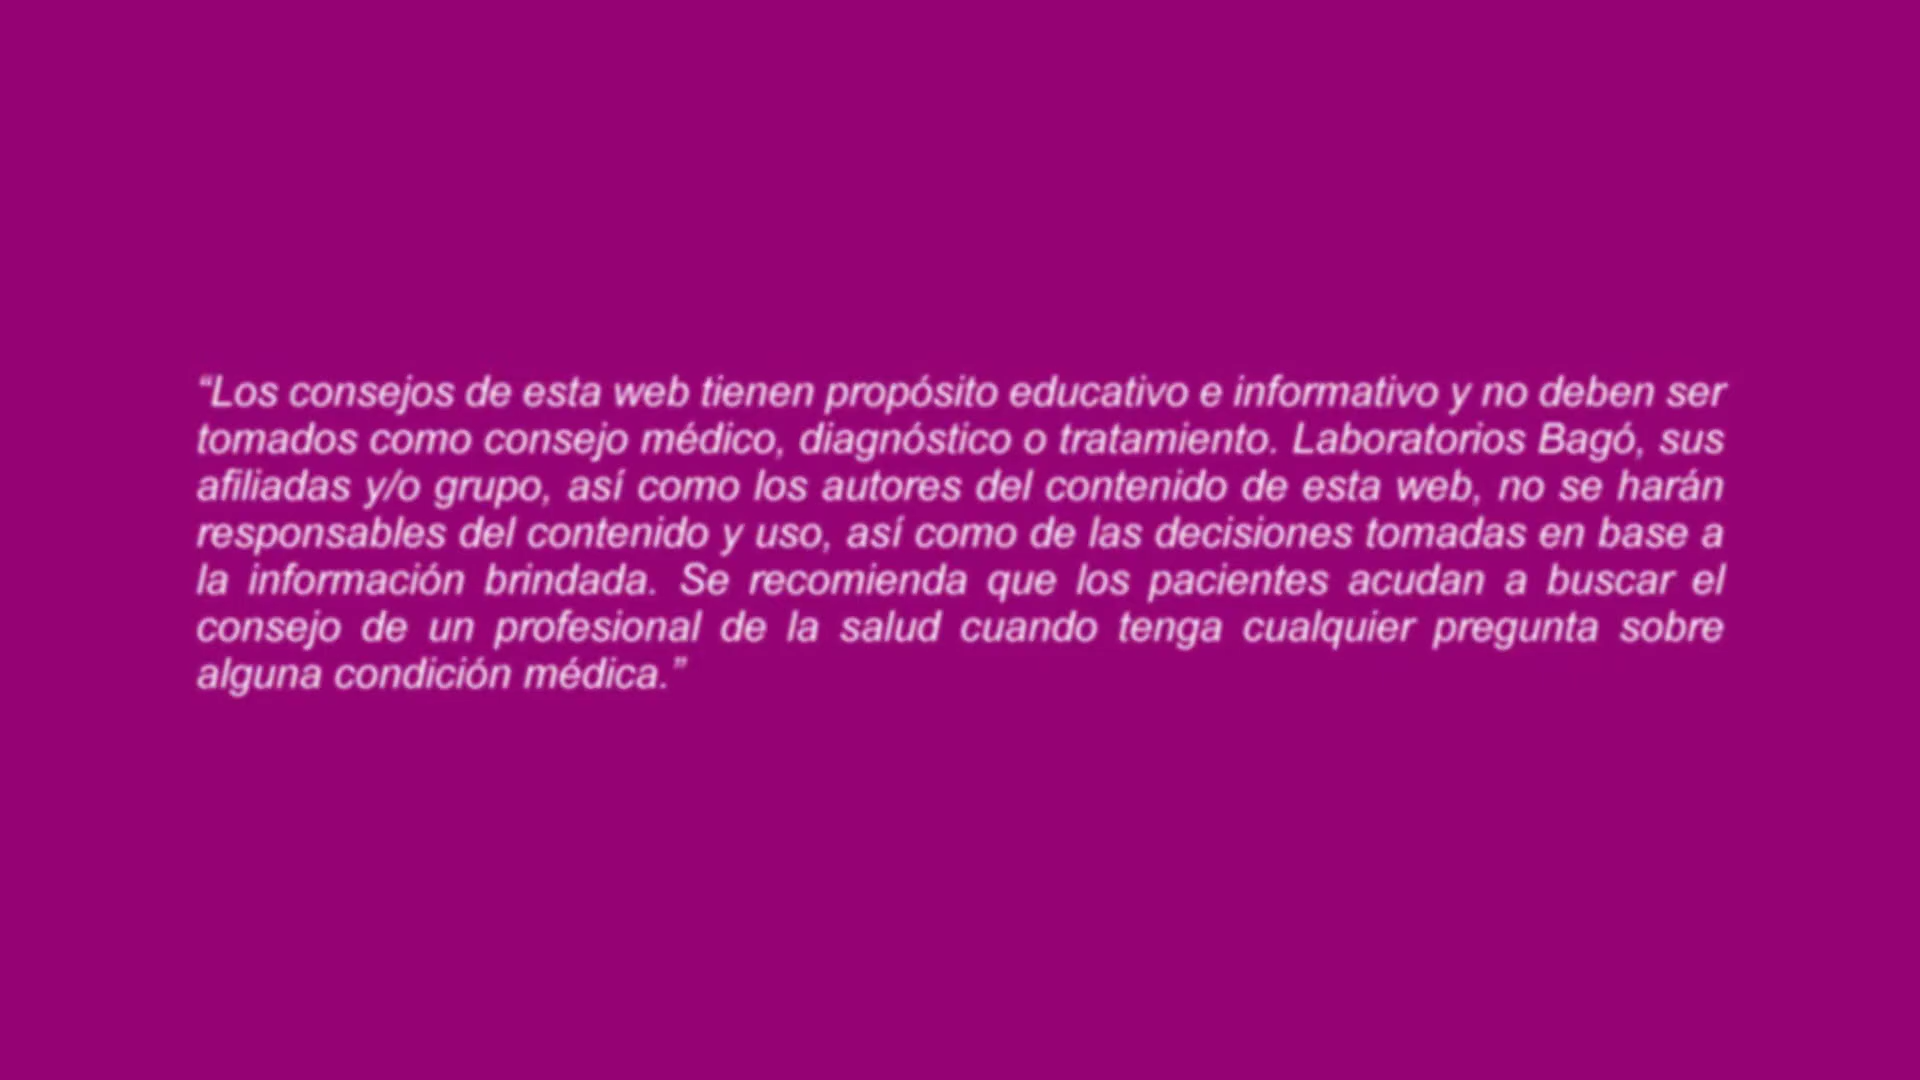 “Los consejos de esta web tienen propósito educativo e informativo y no deben ser
tomados como consejo médico, diagnóstico o tratamiento. Laboratorios Bagó, sus
afiliadas y/o grupo, así como los autores del contenido de esta web, no se harán
responsables del contenido y uso, así como de las decisiones tomadas en base a
la información brindada. Se recomienda que los pacientes acudan a buscar el
consejo de un profesional de la salud cuando tenga cualquier pregunta sobre
alguna condición médica.”